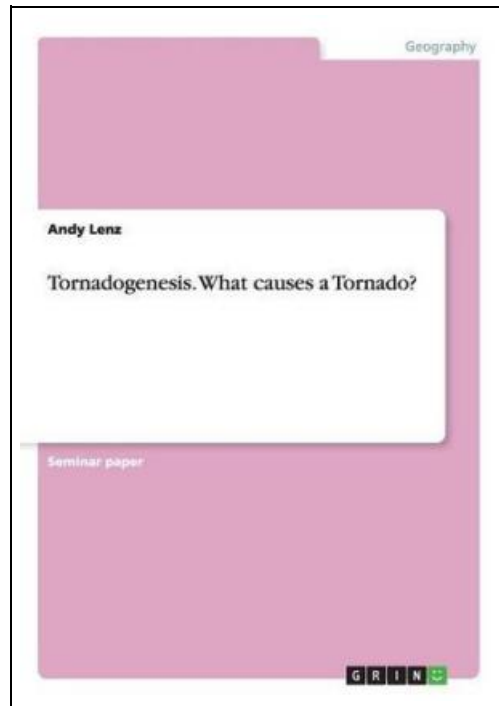 Geography
Andy Lenz
Tornadogenesis. What causes a Tornado?
Seminar paper
GRIN